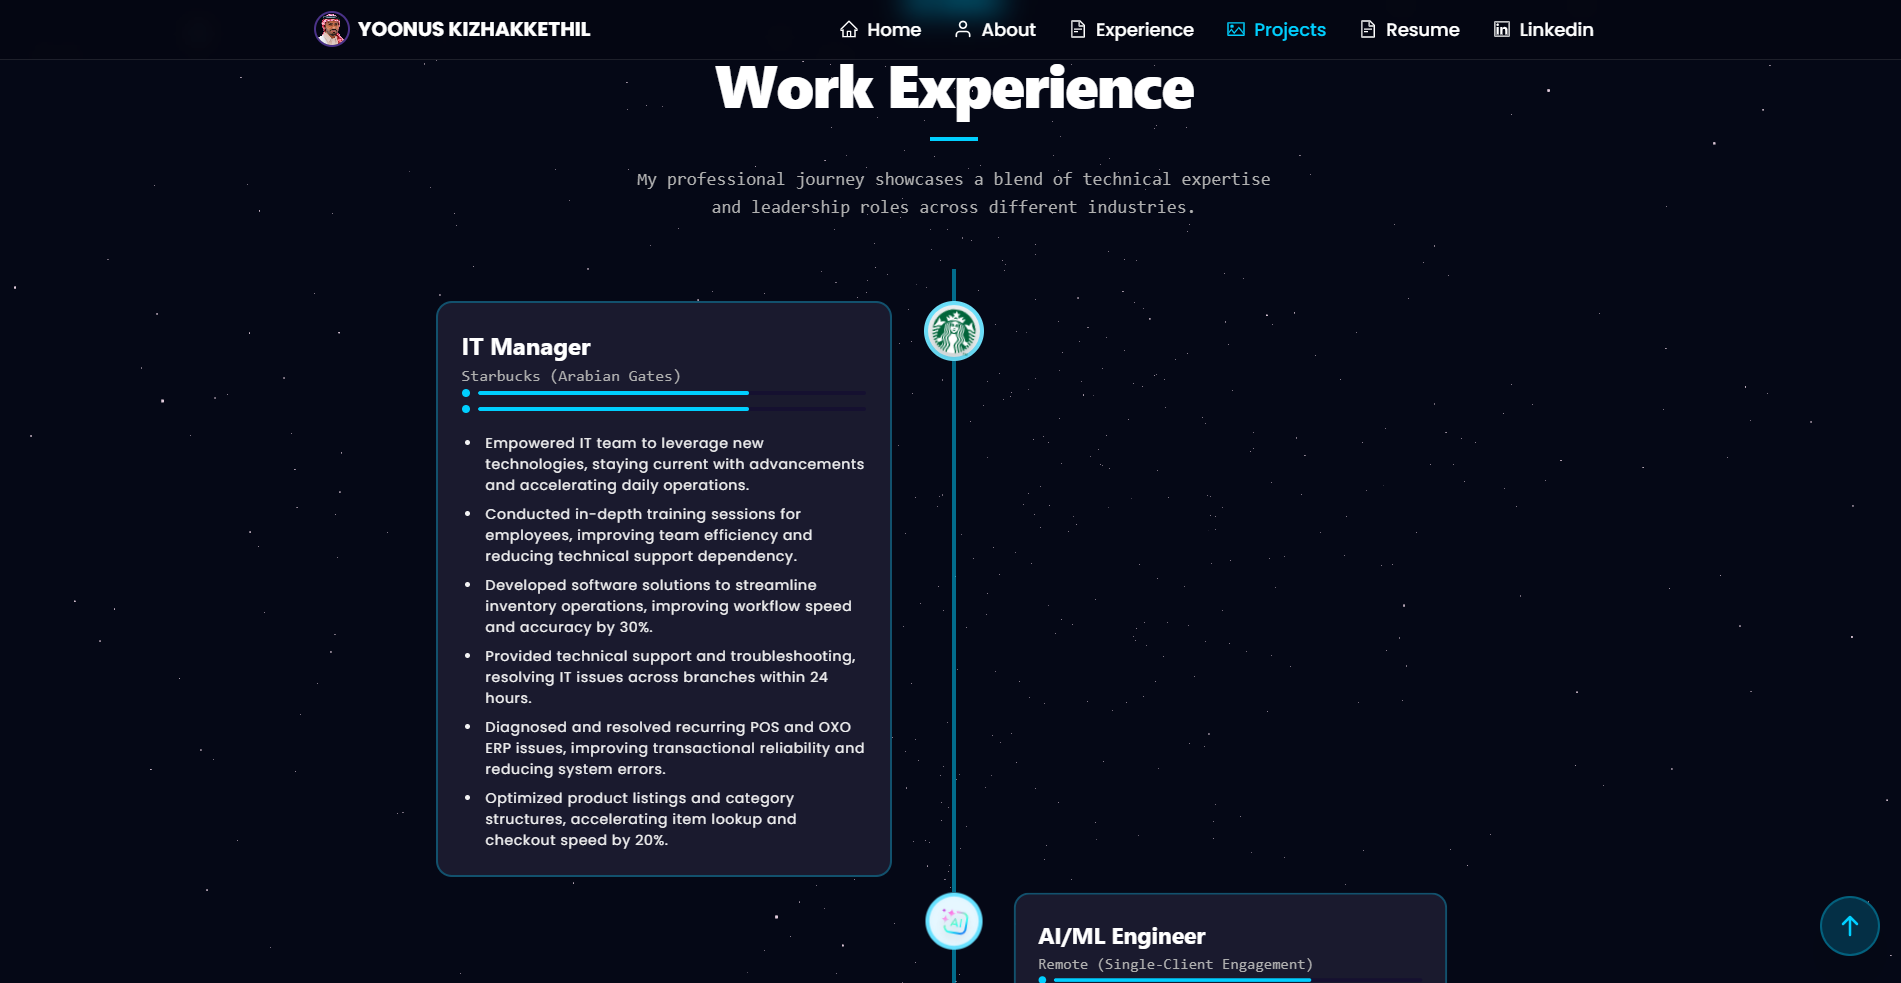 YOONUS KIZHAKKETHIL
Home
About
Experience
Projects
Resume
Linkedin
Work Experience
My professional journey showcases a blend of technical expertise
and leadership roles across different industries.
IT Manager
Starbucks (Arabian Gates)
Empowered IT team to leverage new
technologies, staying current with advancements
and accelerating daily operations.
Conducted in-depth training sessions for
employees, improving team efficiency and
reducing technical support dependency.
Developed software solutions to streamline
inventory operations, improving workflow speed
and accuracy by 30%.
Provided technical support and troubleshooting,
resolving IT issues across branches within 24
hours.
Diagnosed and resolved recurring POS and OXO
ERP issues, improving transactional reliability and
reducing system errors.
Optimized product listings and category
structures, accelerating item lookup and
checkout speed by 20%.
AI
AI/ML Engineer
Remote (Single-Client Engagement)